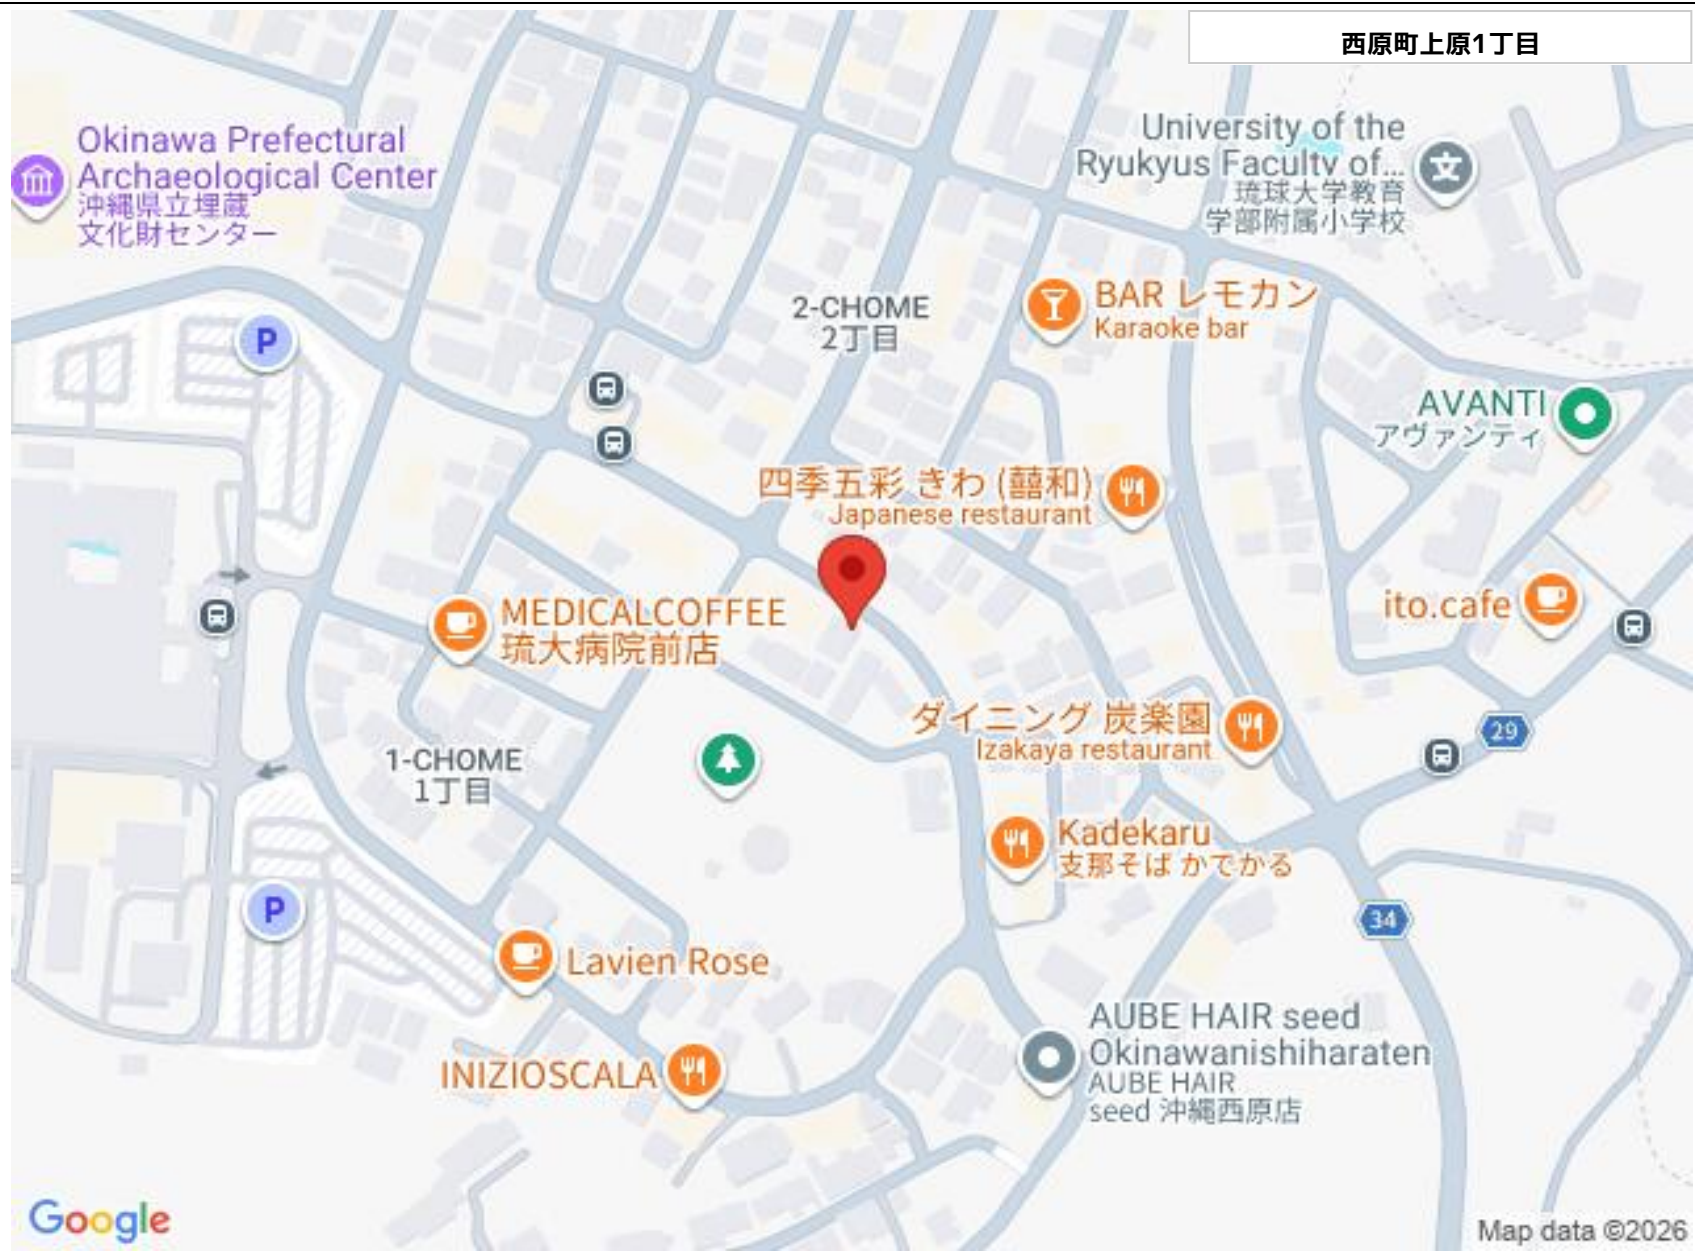 西原町上原1丁目
Okinawa Prefectural
Archaeological Center
沖縄県立埋蔵
文化財センター
University of the
Ryukyus Faculty of...
琉球大学教育
学部附属小学校
P
2-CHOME
2丁目
BAR レモカン
Karaoke bar
AVANTI
アヴァンティ
四季五彩 きわ (囍和)
Japanese restaurant
MEDICALCOFFEE
琉大病院前店
ito.cafe
ダイニング 炭楽園
Izakaya restaurant
29
1-CHOME
1丁目
Kadekaru
支那そば かでかる
P
34
Lavien Rose
AUBE HAIR seed
Okinawanishiharaten
AUBE HAIR
seed 沖縄西原店
INIZIOSCALA
Google
Map data ©2026